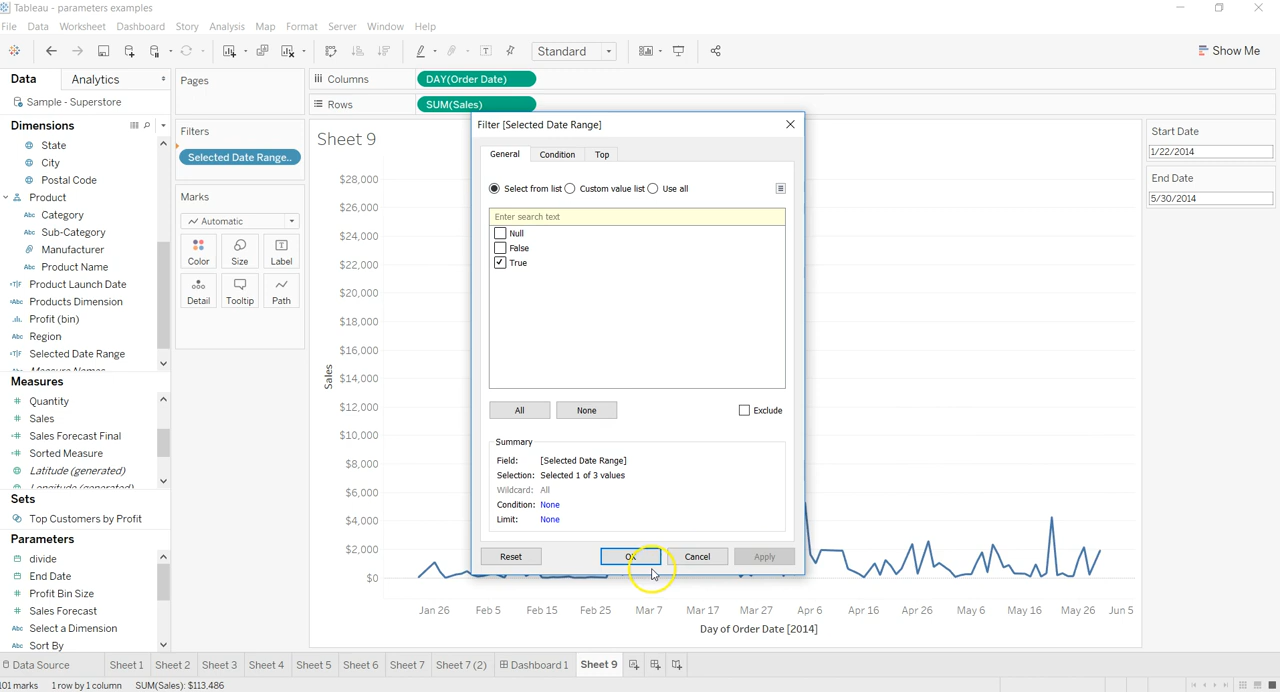 Tableau - parameters examples
File Data Worksheet Dashboard Story Analysis Map Format Server Window Help
Standard
Show Me
Data
Analytics
Sample - Superstore
Dimensions
State
City
Postal Code
Product
Abc Category
Abc Sub-Category
Manufacturer
Abc Product Name
=T|F Product Launch Date
=Abc Products Dimension
Profit (bin)
Abc Region
=T|F Selected Date Range
Measures
# Quantity
# Sales
=# Sales Forecast Final
=# Sorted Measure
Latitude (generated)
Longitude (generated)
Sets
Top Customers by Profit
Parameters
divide
End Date
# Profit Bin Size
# Sales Forecast
Abc Select a Dimension
Abc Sort By
Pages
Filters
Selected Date Range..
Marks
Automatic
Color
Size
Label
Detail
Tooltip
Path
Columns
DAY(Order Date)
Rows
SUM(Sales)
Sheet 9
Sales
$28,000
$26,000
$24,000
$22,000
$20,000
$18,000
$16,000
$14,000
$12,000
$10,000
$8,000
$6,000
$4,000
$2,000
$0
Jan 26 Feb 5 Feb 15 Feb 25 Mar 7 Mar 17 Mar 27 Apr 6 Apr 16 Apr 26 May 6 May 16 May 26 Jun 5
Day of Order Date [2014]
Filter [Selected Date Range]
General Condition Top
Select from list Custom value list Use all
Enter search text
Null
False
True
All
None
Exclude
Summary
Field: [Selected Date Range]
Selection: Selected 1 of 3 values
Wildcard: All
Condition: None
Limit: None
Reset
OK
Cancel
Apply
Start Date
1/22/2014
End Date
5/30/2014
Data Source Sheet 1 Sheet 2 Sheet 3 Sheet 4 Sheet 5 Sheet 6 Sheet 7 Sheet 7 (2) Dashboard 1 Sheet 9
101 marks 1 row by 1 column SUM(Sales): $113,486